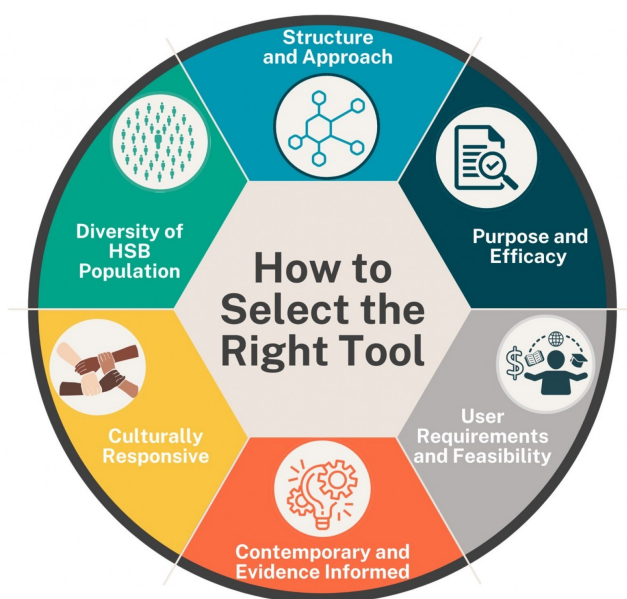 Structure
and Approach
Purpose and
Efficacy
User
Requirements
and Feasibility
Contemporary and
Evidence Informed
Culturally
Responsive
Diversity of
HSB
Population
How to
Select the
Right Tool
$